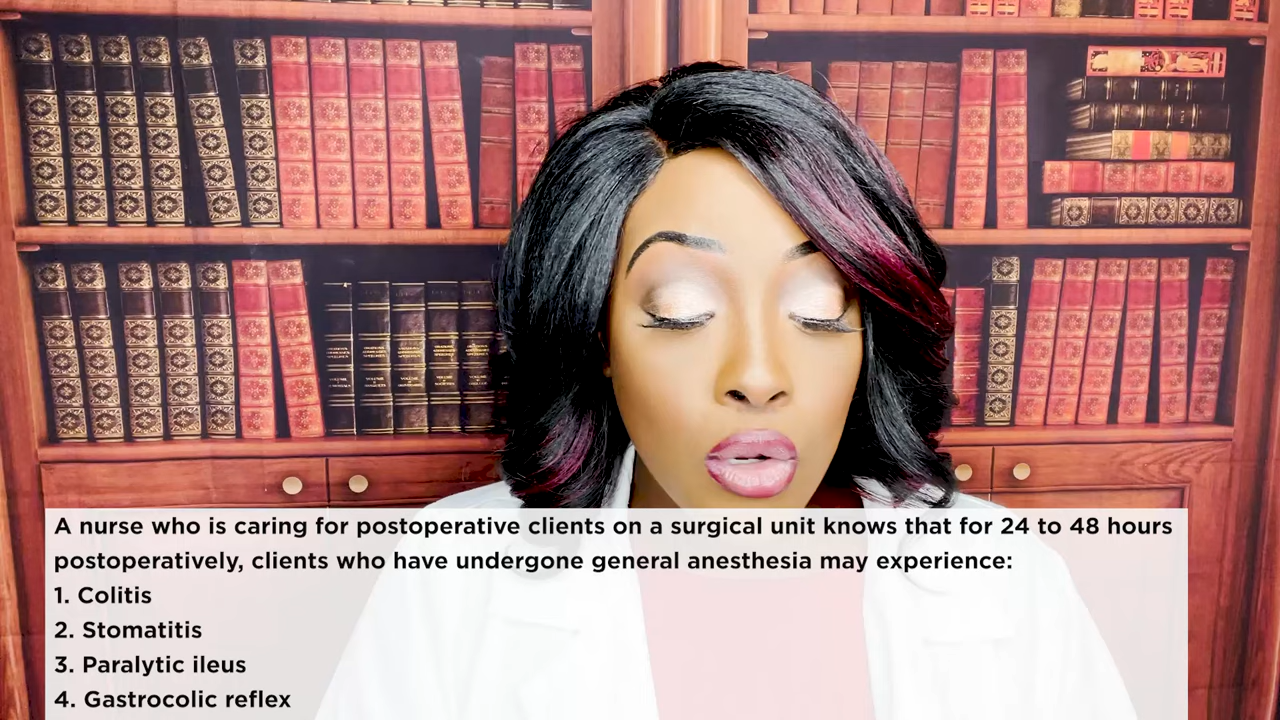 A nurse who is caring for postoperative clients on a surgical unit knows that for 24 to 48 hours
postoperatively, clients who have undergone general anesthesia may experience:
1. Colitis
2. Stomatitis
3. Paralytic ileus
4. Gastrocolic reflex